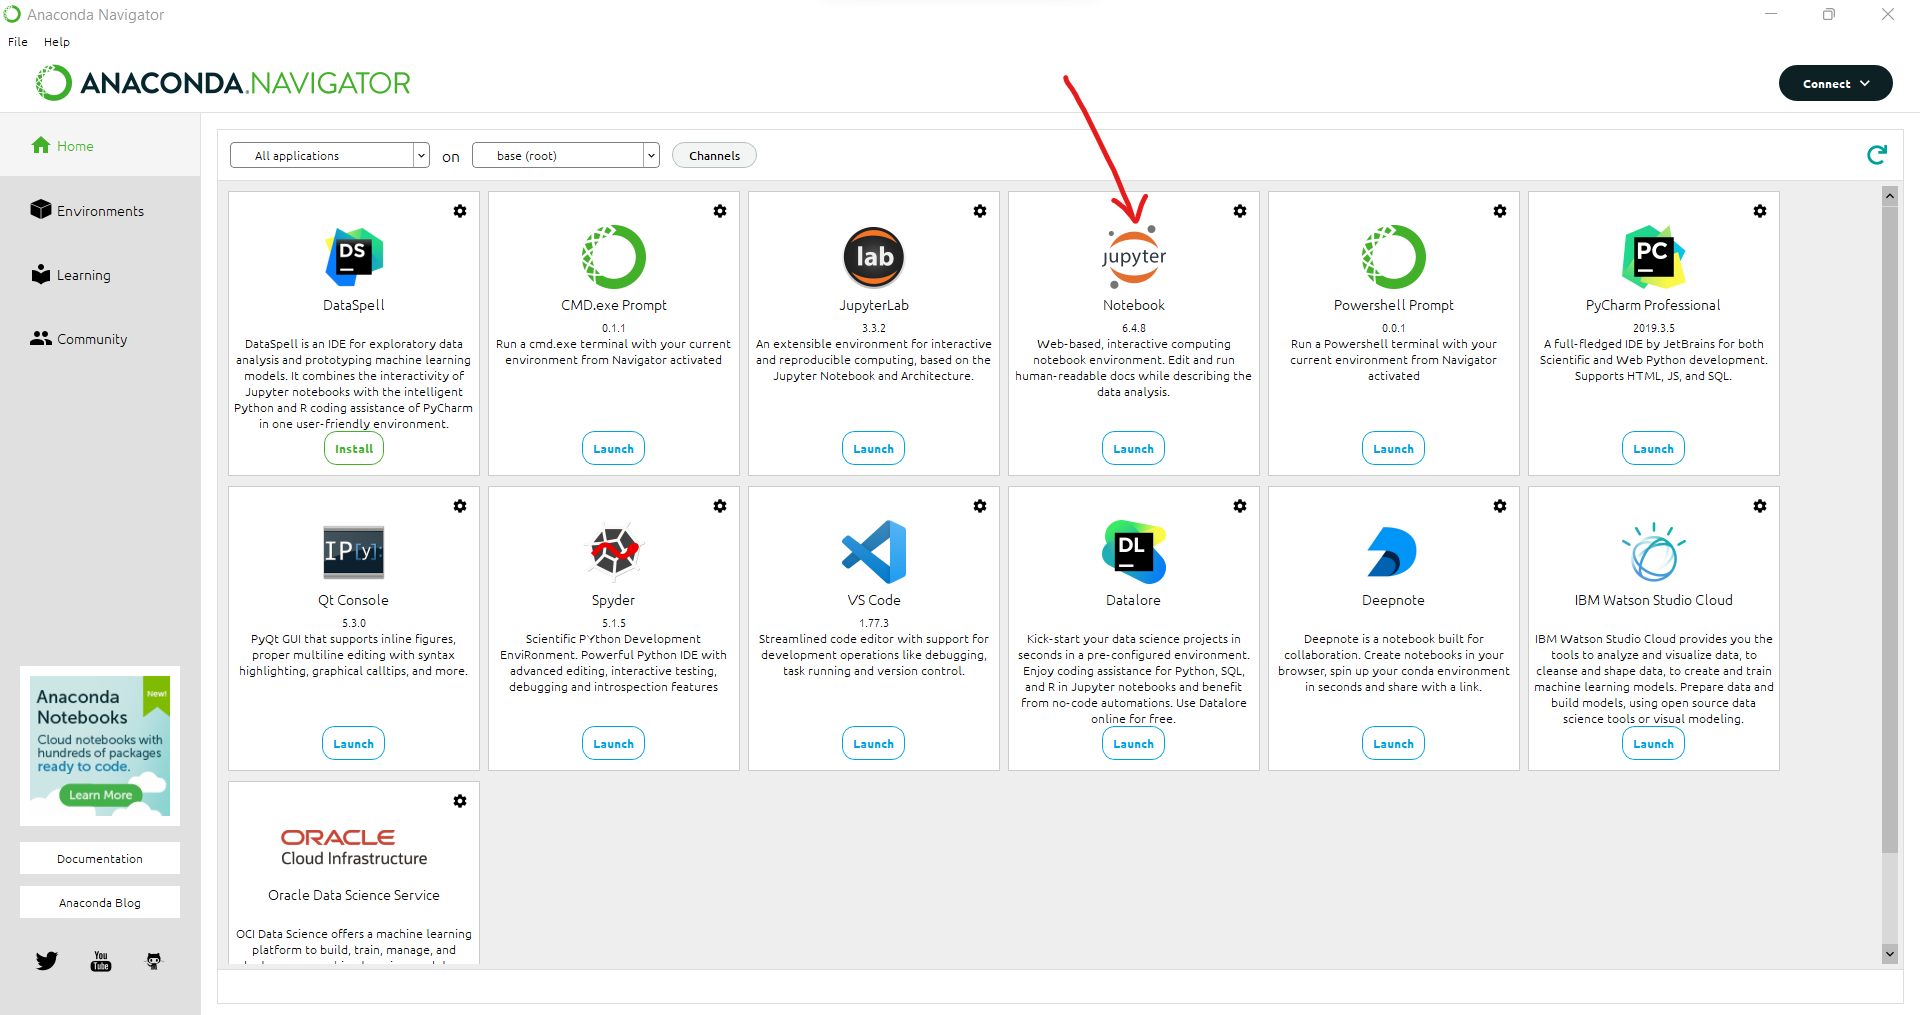 Anaconda Navigator
File Help
ANACONDA.NAVIGATOR
Connect
Home
Environments
Learning
Community
All applications
on
base (root)
Channels
DS
DataSpell
DataSpell is an IDE for exploratory data
analysis and prototyping machine learning
models. It combines the interactivity of
Jupyter notebooks with the intelligent
Python and R coding assistance of PyCharm
in one user-friendly environment.
Install
CMD.exe Prompt
0.1.1
Run a cmd.exe terminal with your current
environment from Navigator activated
Launch
lab
JupyterLab
3.3.2
An extensible environment for interactive
and reproducible computing, based on the
Jupyter Notebook and Architecture.
Launch
jupyter
Notebook
6.4.8
Web-based, interactive computing
notebook environment. Edit and run
human-readable docs while describing the
data analysis.
Launch
Powershell Prompt
0.0.1
Run a Powershell terminal with your
current environment from Navigator
activated
Launch
PC
PyCharm Professional
2019.3.5
A full-fledged IDE by JetBrains for both
Scientific and Web Python development.
Supports HTML, JS, and SQL.
Launch
IP[y]:
Qt Console
5.3.0
PyQt GUI that supports inline figures,
proper multiline editing with syntax
highlighting, graphical calltips, and more.
Launch
Spyder
5.1.5
Scientific PYthon Development
EnviRonment. Powerful Python IDE with
advanced editing, interactive testing,
debugging and introspection features
Launch
VS Code
1.77.3
Streamlined code editor with support for
development operations like debugging,
task running and version control.
Launch
DL
Datalore
Kick-start your data science projects in
seconds in a pre-configured environment.
Enjoy coding assistance for Python, SQL,
and R in Jupyter notebooks and benefit
from no-code automations. Use Datalore
online for free.
Launch
Deepnote
Deepnote is a notebook built for
collaboration. Create notebooks in your
browser, spin up your conda environment
in seconds and share with a link.
Launch
IBM Watson Studio Cloud
IBM Watson Studio Cloud provides you the
tools to analyze and visualize data, to
cleanse and shape data, to create and train
machine learning models. Prepare data and
build models, using open source data
science tools or visual modeling.
Launch
ORACLE
Cloud Infrastructure
Oracle Data Science Service
OCI Data Science offers a machine learning
platform to build, train, manage, and
New!
Anaconda
Notebooks
Cloud notebooks with
hundreds of packages
ready to code.
Learn More
Documentation
Anaconda Blog
You
Tube